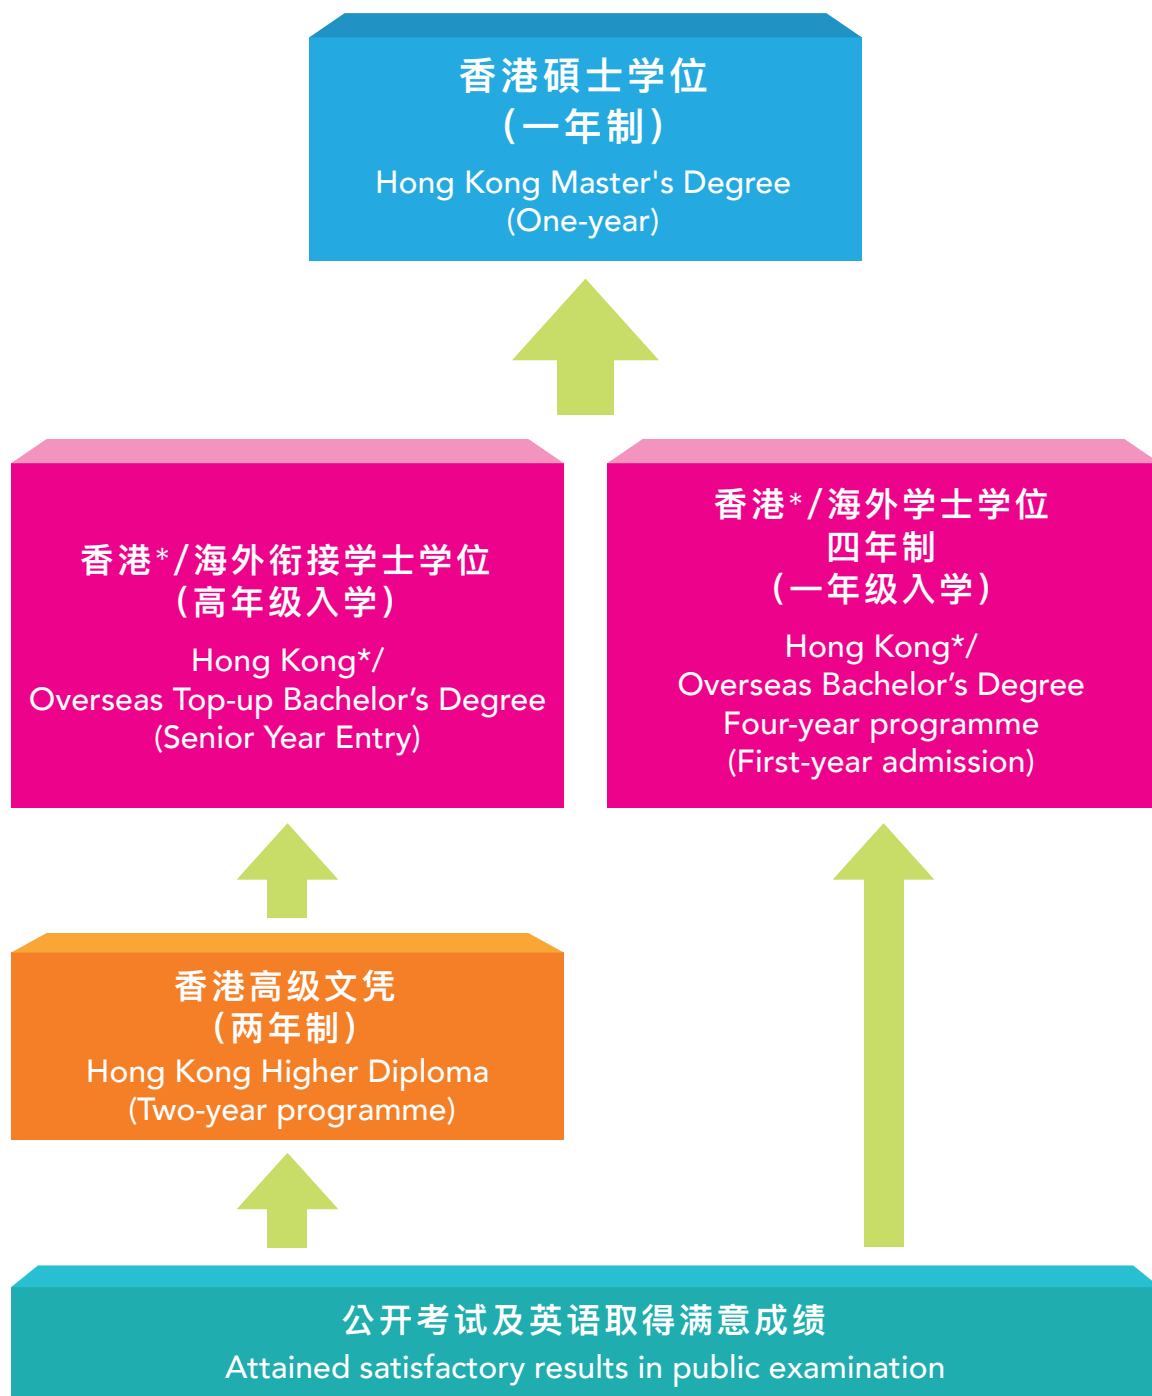 香港碩士学位
（一年制）
Hong Kong Master's Degree
(One-year)
香港*/海外衔接学士学位
（高年级入学）
Hong Kong*/
Overseas Top-up Bachelor’s Degree
(Senior Year Entry)
香港*/海外学士学位
四年制
（一年级入学）
Hong Kong*/
Overseas Bachelor’s Degree
Four-year programme
(First-year admission)
香港高级文凭
（两年制）
Hong Kong Higher Diploma
(Two-year programme)
公开考试及英语取得满意成绩
Attained satisfactory results in public examination